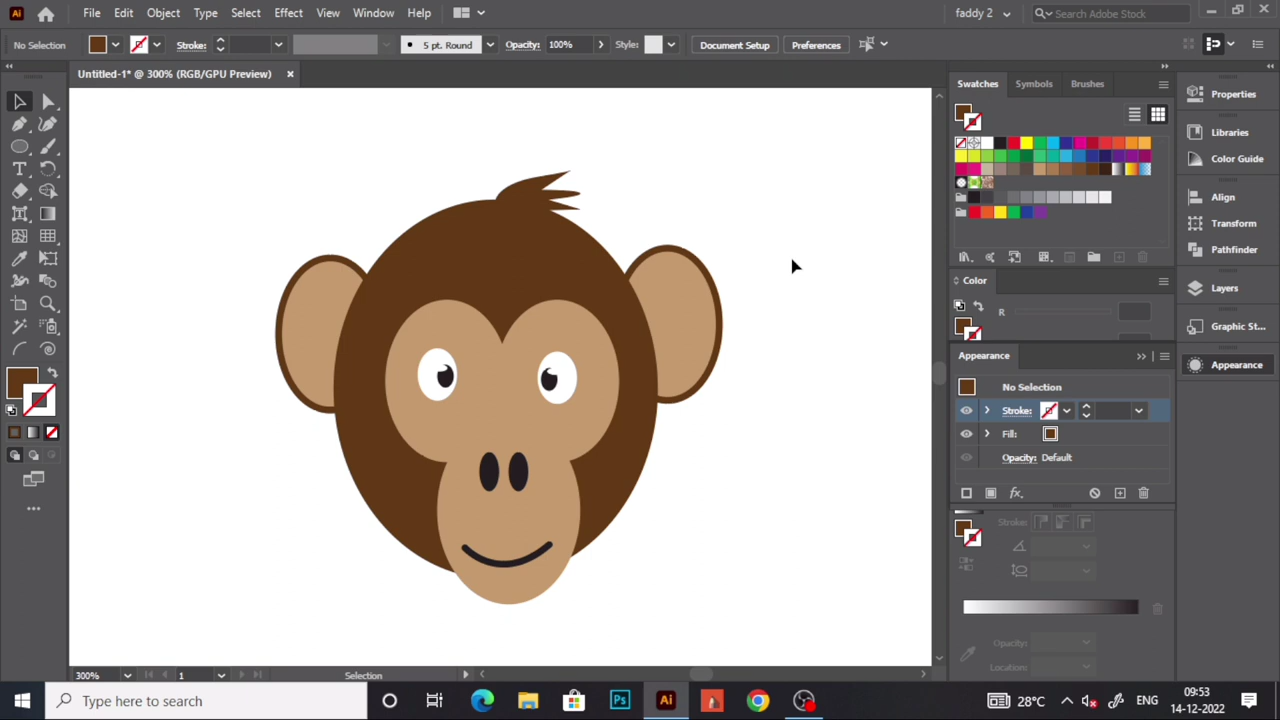 Ai File Edit Object Type Select Effect View Window Help faddy 2 Search Adobe Stock
No Selection Stroke: 5 pt. Round Opacity: 100% Style: Document Setup Preferences
Untitled-1* @ 300% (RGB/GPU Preview)
Swatches Symbols Brushes
Properties
Libraries
Color Guide
Align
Transform
Pathfinder
Layers
Graphic St...
Appearance
Color
R
Appearance
No Selection
Stroke:
Fill:
Opacity: Default
fx
Stroke:
Opacity:
Location:
300% 1 Selection
Type to search Ps Ai 28°C ENG 09:53
14-12-2022